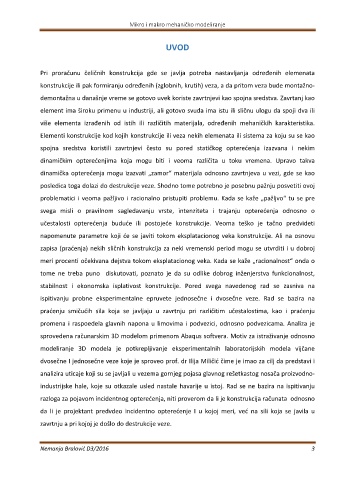 Mikro i makro mehaničko modeliranje
UVOD
Pri proračunu čeličnih konstrukcija gde se javlja potreba nastavljanja određenih elemenata
konstrukcije ili pak formiranju određenih (zglobnih, krutih) veza, a da pritom veza bude montažno-
demontažna u današnje vreme se gotovo uvek koriste zavrtnjevi kao spojna sredstva. Zavrtanj kao
element ima široku primenu u industriji, ali gotovo svuda ima istu ili sličnu ulogu da spoji dva ili
više elementa izrađenih od istih ili različitih materijala, određenih mehaničkih karakteristika.
Elementi konstrukcije kod kojih konstrukcije ili veza nekih elemenata ili sistema za koju su se kao
spojna sredstva koristili zavrtnjevi često su pored statičkog opterećenja izazvana i nekim
dinamičkim opterećenjima koja mogu biti i veoma različita u toku vremena. Upravo takva
dinamička opterećenja mogu izazvati „zamor“ materijala odnosno zavrtnjeva u vezi, gde se kao
posledica toga dolazi do destrukcije veze. Shodno tome potrebno je posebnu pažnju posvetiti ovoj
problematici i veoma pažljivo i racionalno pristupiti problemu. Kada se kaže „pažljivo“ tu se pre
svega misli o pravilnom sagledavanju vrste, intenziteta i trajanju opterećenja odnosno o
učestalosti opterećenja buduće ili postojeće konstrukcije. Veoma teško je tačno predvideti
napomenute parametre koji će se javiti tokom eksplatacionog veka konstrukcije. Ali na osnovu
zapisa (praćenja) nekih sličnih konstrukcija za neki vremenski period mogu se utvrditi i u dobroj
meri proceniti očekivana dejstva tokom eksplatacionog veka. Kada se kaže „racionalnost“ onda o
tome ne treba puno diskutovati, poznato je da su odlike dobrog inženjerstva funkcionalnost,
stabilnost i ekonomska isplativost konstrukcije. Pored svega navedenog rad se zasniva na
ispitivanju probne eksperimentalne epruvete jednosečne i dvosečne veze. Rad se bazira na
praćenju smičućih sila koja se javljaju u zavrtnju pri različitim učestalostima, kao i praćenju
promena i raspoedela glavnih napona u limovima i podvezici, odnosno podvezicama. Analiza je
sprovedena računarskim 3D modelom primenom Abaqus softvera. Motiv za istraživanje odnosno
modeliranje 3D modela je potkrepljivanje eksperimentalnih laboratorijskih modela vijčane
dvosečne i jednosečne veze koje je sproveo prof. dr Ilija Miličić čime je imao za cilj da predstavi i
analizira uticaje koji su se javljali u vezema gornjeg pojasa glavnog rešetkastog nosača proizvodno-
industrijske hale, koje su otkazale usled nastale havarije u istoj. Rad se ne bazira na ispitivanju
razloga za pojavom incidentnog opterećenja, niti proverom da li je konstrukcija računata odnosno
da li je projektant predvdeo incidentno opterećenje i u kojoj meri, već na sili koja se javila u
zavrtnju a pri kojoj je došlo do destrukcije veze.
Nemanja Bralović D3/2016 3